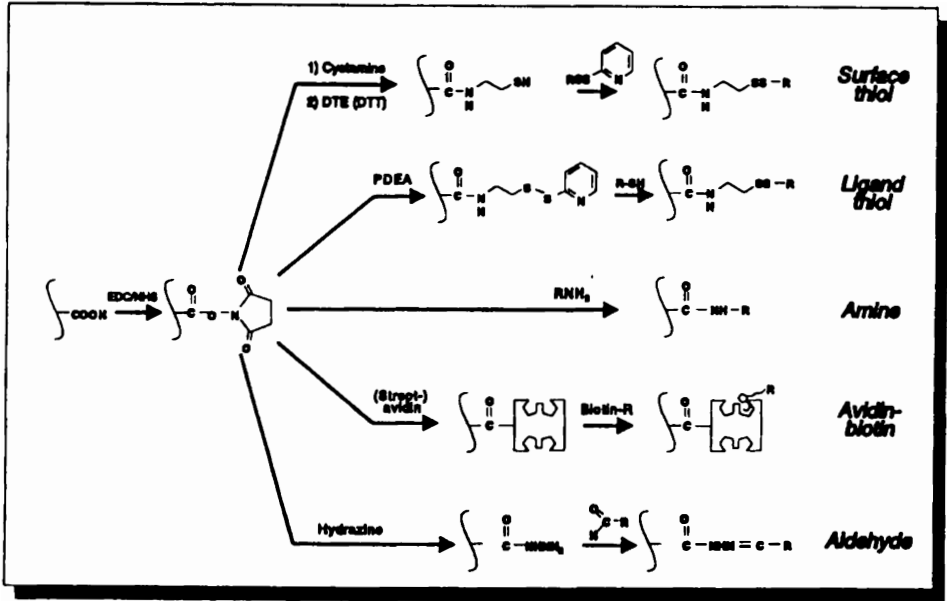 1) Cystamine
2) DTE (DTT)
O
C
N
H
SH
RSS
N
O
C
N
H
SS-R
Surface
thiol
PDEA
O
C
N
H
S
S
N
R-SH
O
C
N
H
SS-R
Ligand
thiol
COOH
EDC/NHS
O
C
O
N
O
O
RNH₂
O
C-NH-R
Amine
(Strept-)
avidin
O
C
Biotin-R
O
C
R
Avidin-
biotin
Hydrazine
O
C-NHNH₂
O
C-R
H
O
C-NHN=C-R
Aldehyde